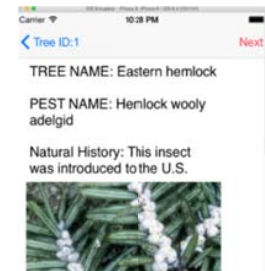 Carrier 10:28 PM
Tree ID:1 Next
TREE NAME: Eastern hemlock
PEST NAME: Hemlock wooly
adelgid
Natural History: This insect
was introduced to the U.S.